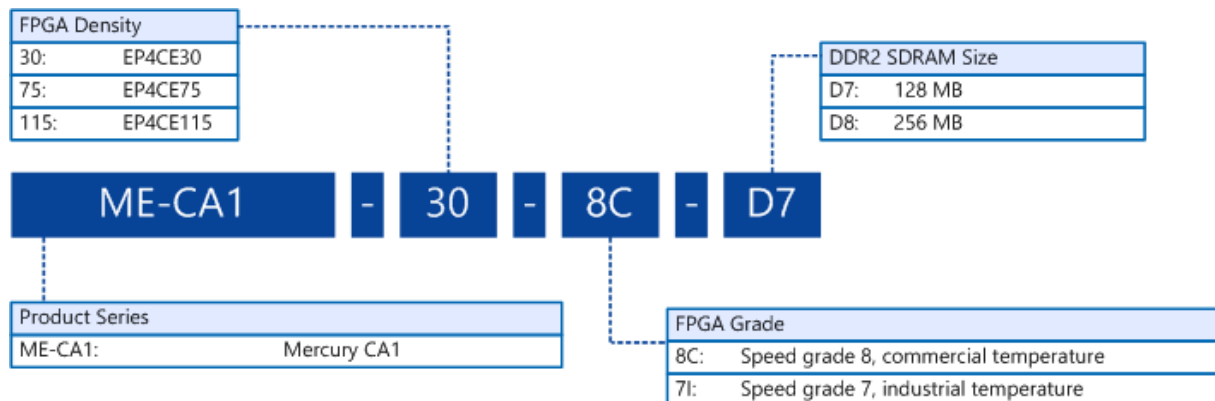 FPGA Density
30: EP4CE30
75: EP4CE75
115: EP4CE115
DDR2 SDRAM Size
D7: 128 MB
D8: 256 MB
ME-CA1 - 30 - 8C - D7
Product Series
ME-CA1: Mercury CA1
FPGA Grade
8C: Speed grade 8, commercial temperature
7I: Speed grade 7, industrial temperature